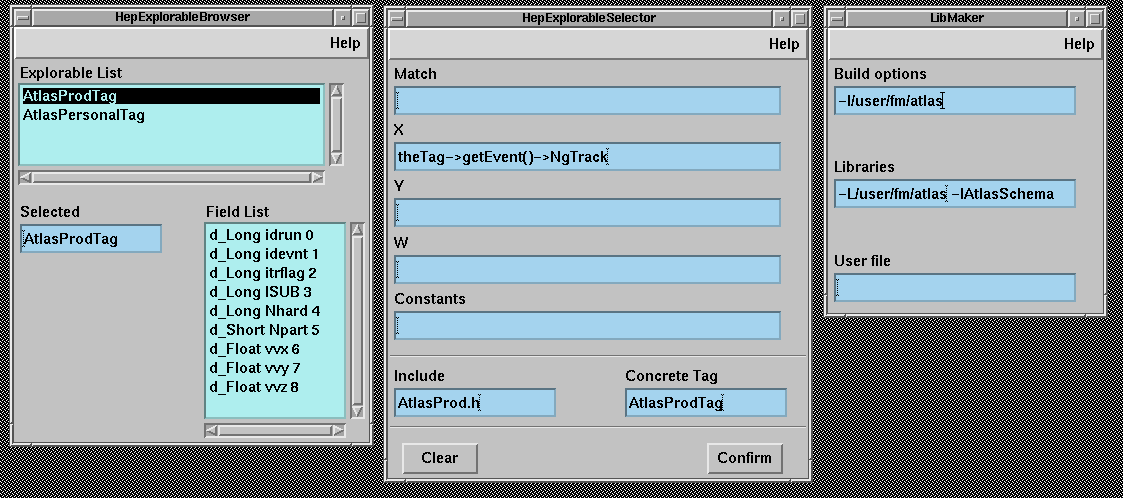 HepExplorableBrowser
Help
Explorable List
AtlasProdTag
AtlasPersonalTag
Selected
AtlasProdTag
Field List
d_Long idrun 0
d_Long idevnt 1
d_Long itrflag 2
d_Long ISUB 3
d_Long Nhard 4
d_Short Npart 5
d_Float vvx 6
d_Float vvy 7
d_Float vvz 8
HepExplorableSelector
Help
Match
X
theTag->getEvent()->NgTrack
Y
W
Constants
Include
AtlasProd.h
Concrete Tag
AtlasProdTag
Clear
Confirm
LibMaker
Help
Build options
-I/user/fm/atlas
Libraries
-L/user/fm/atlas -lAtlasSchema
User file